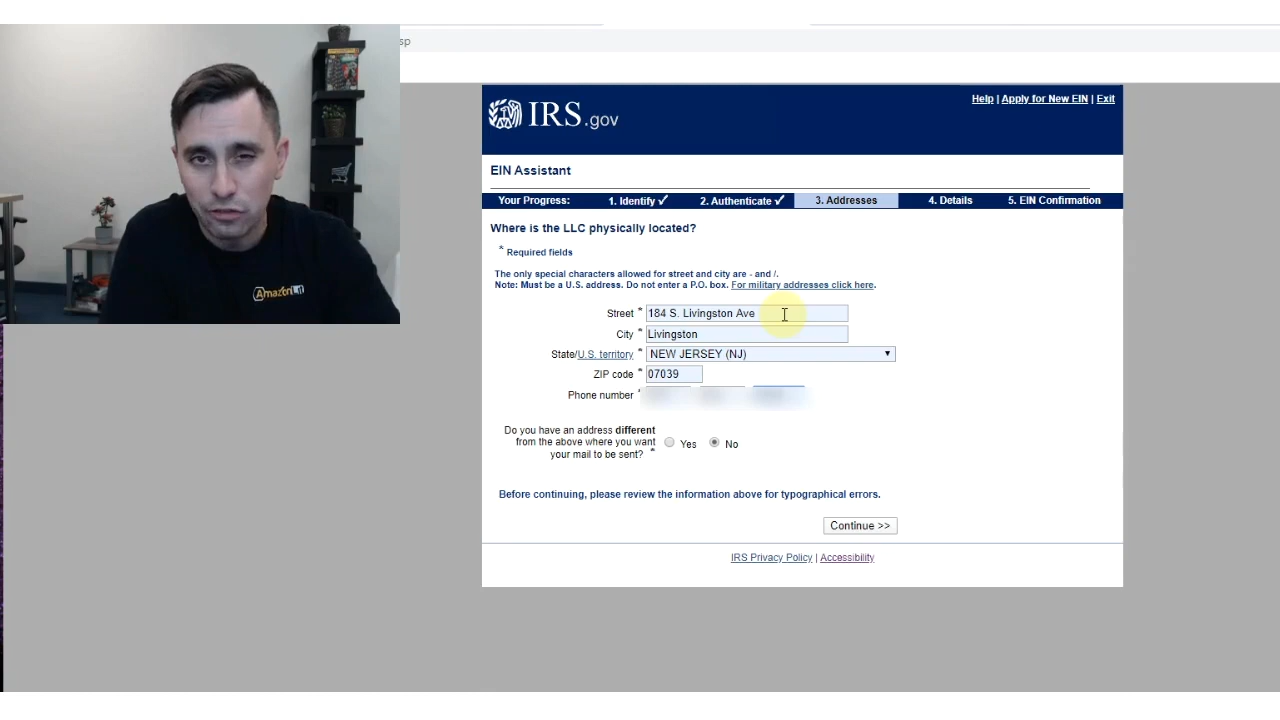 sp
IRS.gov
Help | Apply for New EIN | Exit
EIN Assistant
Your Progress: 1. Identify ✓ 2. Authenticate ✓ 3. Addresses 4. Details 5. EIN Confirmation
Where is the LLC physically located?
* Required fields
The only special characters allowed for street and city are - and /.
Note: Must be a U.S. address. Do not enter a P.O. box. For military addresses click here.
Street * 184 S. Livingston Ave
City * Livingston
State/U.S. territory * NEW JERSEY (NJ)
ZIP code * 07039
Phone number *
Do you have an address different
from the above where you want
your mail to be sent? * Yes No
Before continuing, please review the information above for typographical errors.
Continue >>
IRS Privacy Policy | Accessibility
AmazonLit